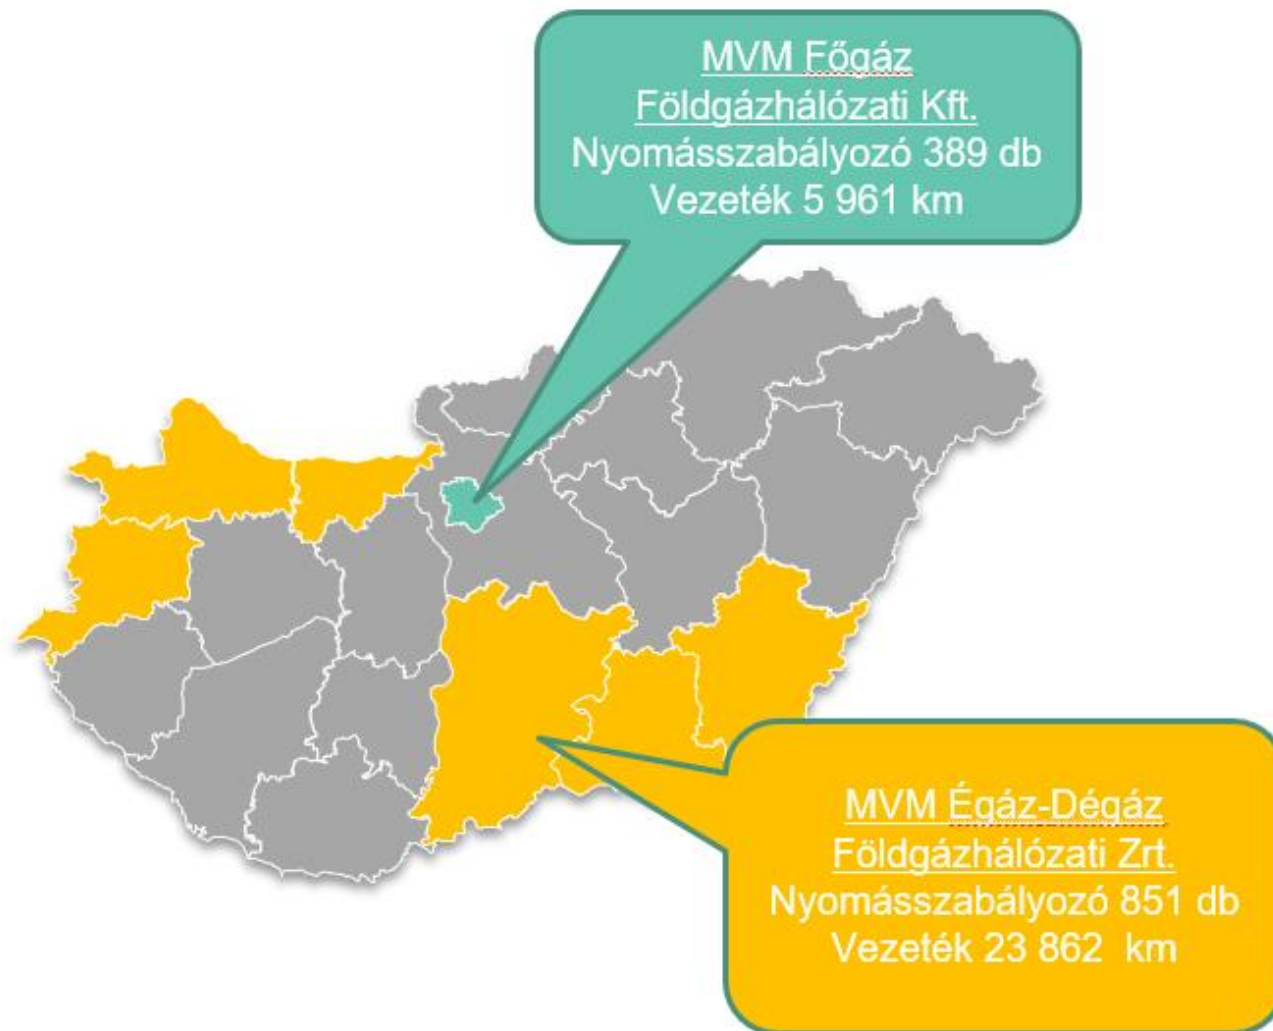 MVM Főgáz
Földgázhálózati Kft.
Nyomásszabályozó 389 db
Vezeték 5 961 km
MVM Égáz-Dégáz
Földgázhálózati Zrt.
Nyomásszabályozó 851 db
Vezeték 23 862  km